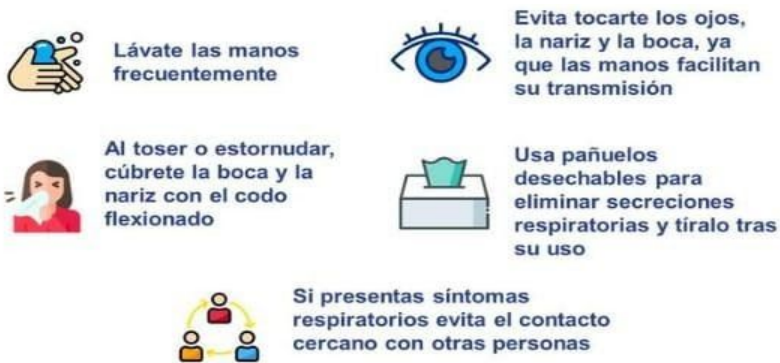 Lávate las manos
frecuentemente
Evita tocarte los ojos,
la nariz y la boca, ya
que las manos facilitan
su transmisión
Al toser o estornudar,
cúbrete la boca y la
nariz con el codo
flexionado
Usa pañuelos
desechables para
eliminar secreciones
respiratorias y tíralo tras
su uso
Si presentas síntomas
respiratorios evita el contacto
cercano con otras personas